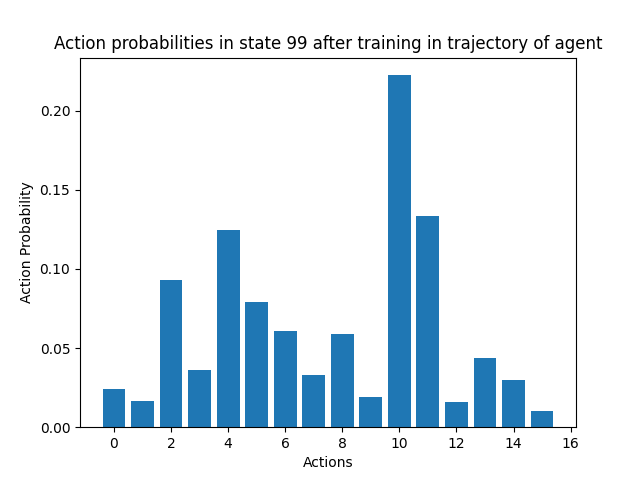 Action probabilities in state 99 after training in trajectory of agent
0.20
0.15
0.10
0.05
0.00
Action Probability
0 2 4 6 8 10 12 14 16
Actions